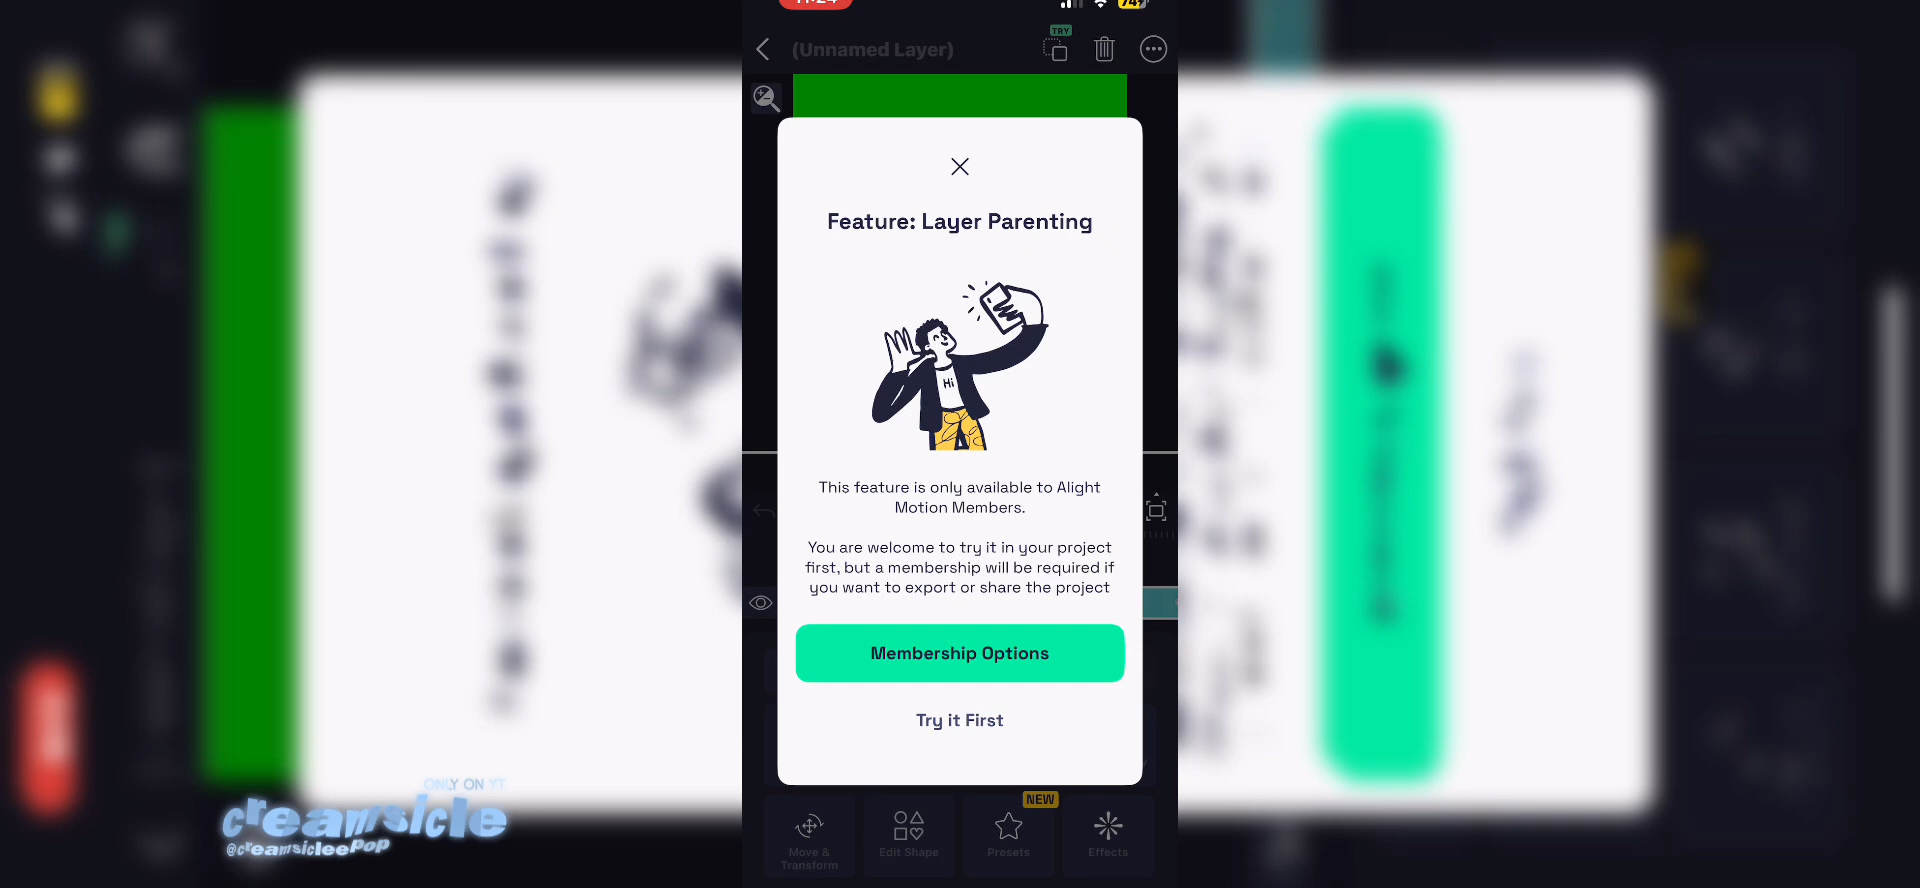 TRY
(Unnamed Layer)
Feature: Layer Parenting
Hi
This feature is only available to Alight
Motion Members.
You are welcome to try it in your project
first, but a membership will be required if
you want to export or share the project
Membership Options
Try it First
NEW
Move &
Transform
Edit Shape
Presets
Effects
ONLY ON YT
creamsicle
@creamsicleepop